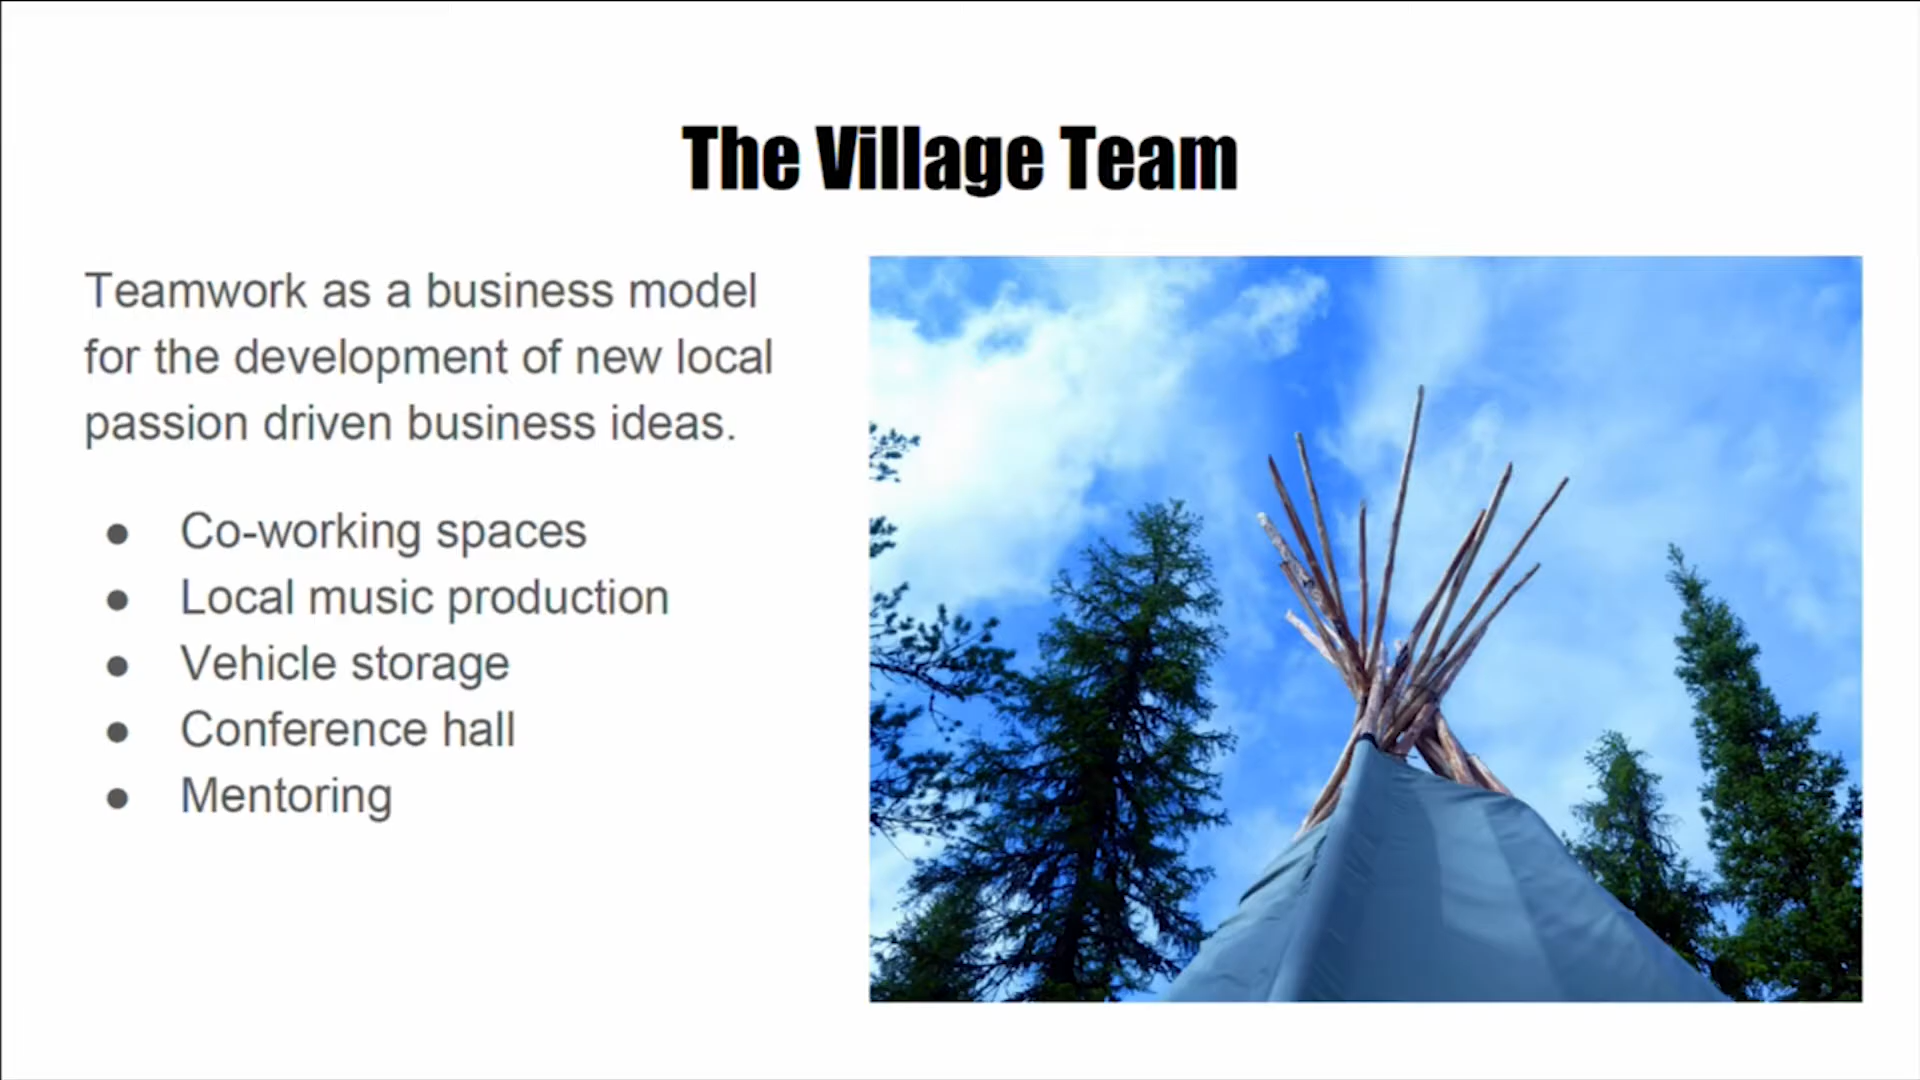 The Village Team
Teamwork as a business model
for the development of new local
passion driven business ideas.
● Co-working spaces
● Local music production
● Vehicle storage
● Conference hall
● Mentoring